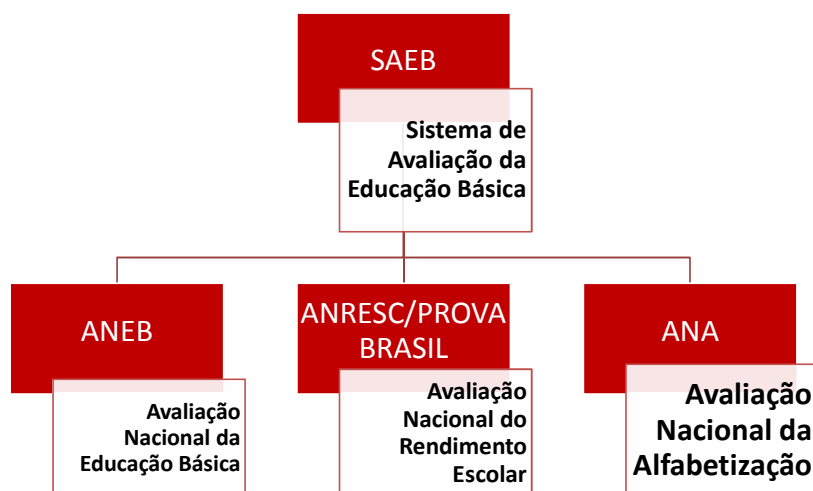 SAEB
Sistema de
Avaliação da
Educação Básica
ANEB
Avaliação
Nacional da
Educação Básica
ANRESC/PROVA
BRASIL
Avaliação
Nacional do
Rendimento
Escolar
ANA
Avaliação
Nacional da
Alfabetização